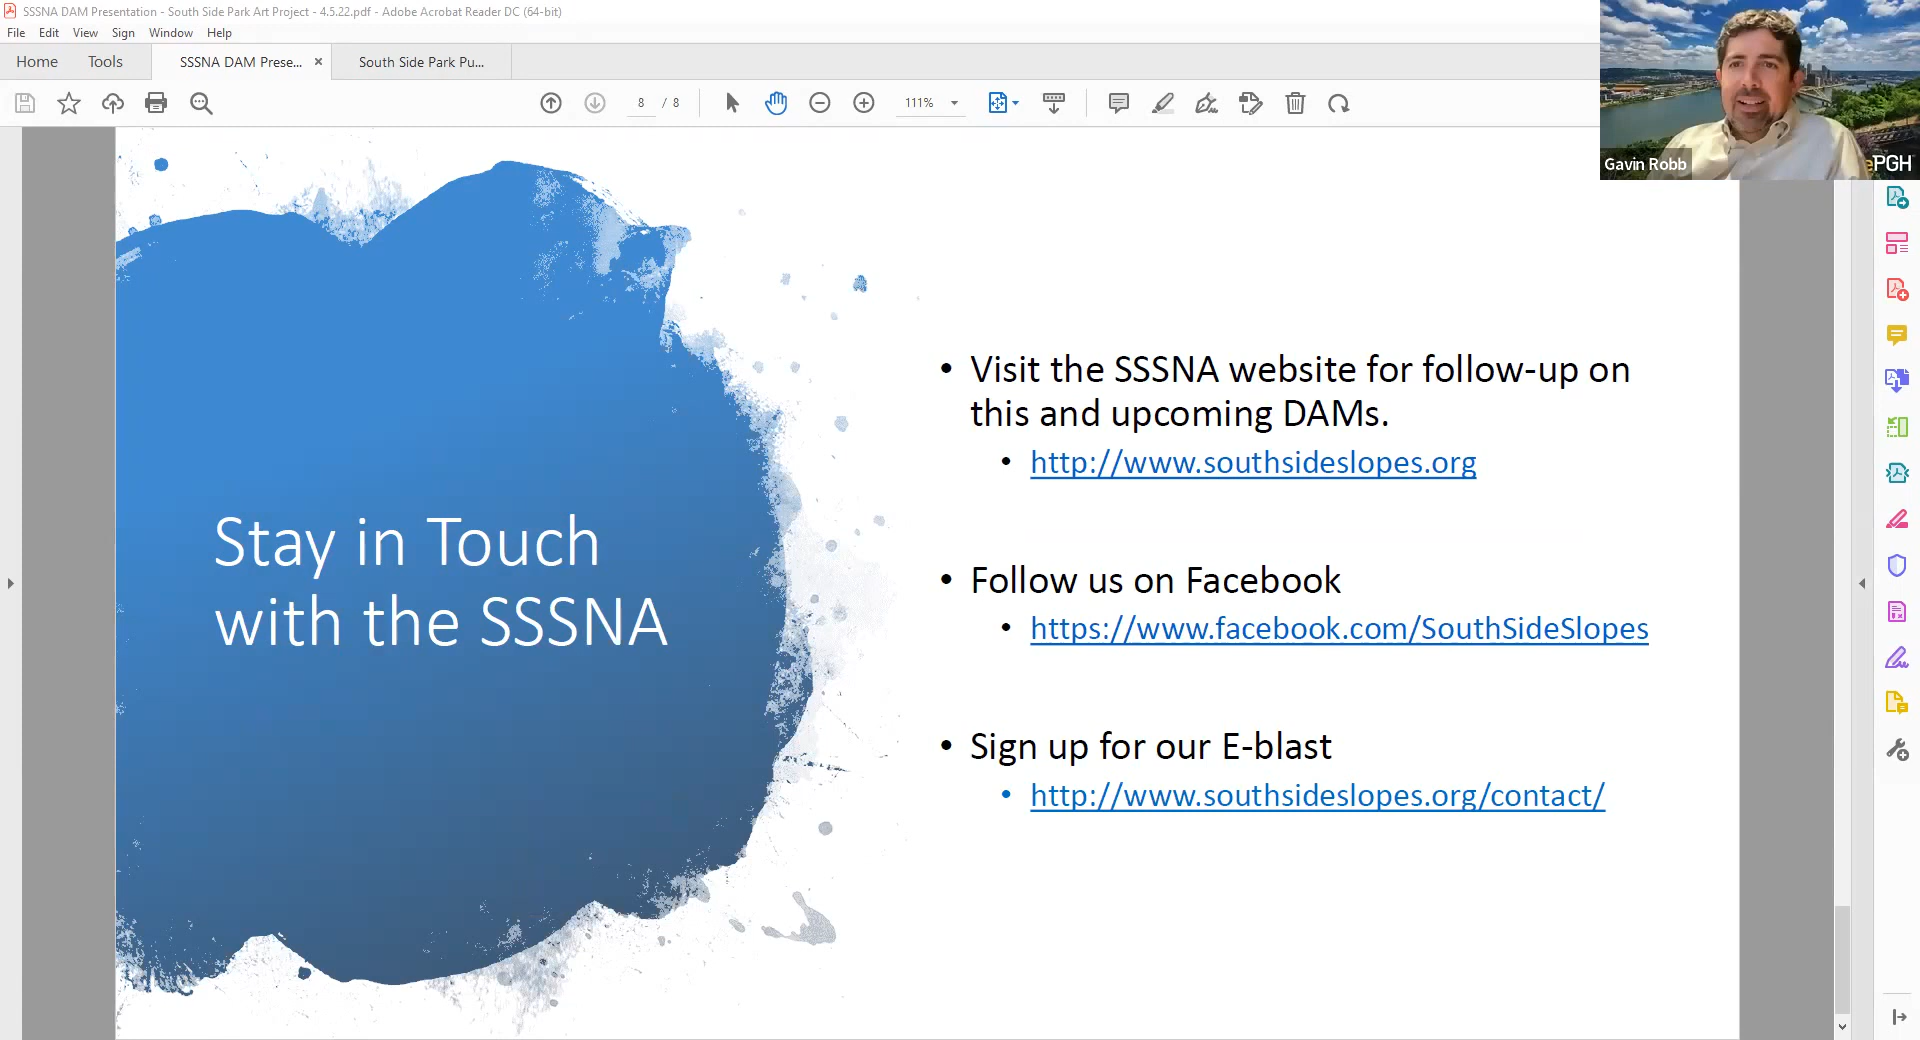 SSSNA DAM Presentation - South Side Park Art Project - 4.5.22.pdf - Adobe Acrobat Reader DC (64-bit)
File Edit View Sign Window Help
Home Tools SSSNA DAM Prese... × South Side Park Pu...
8 / 8 111%
Gavin Robb
ePGH
Stay in Touch
with the SSSNA
• Visit the SSSNA website for follow-up on
this and upcoming DAMs.
• http://www.southsideslopes.org
• Follow us on Facebook
• https://www.facebook.com/SouthSideSlopes
• Sign up for our E-blast
• http://www.southsideslopes.org/contact/